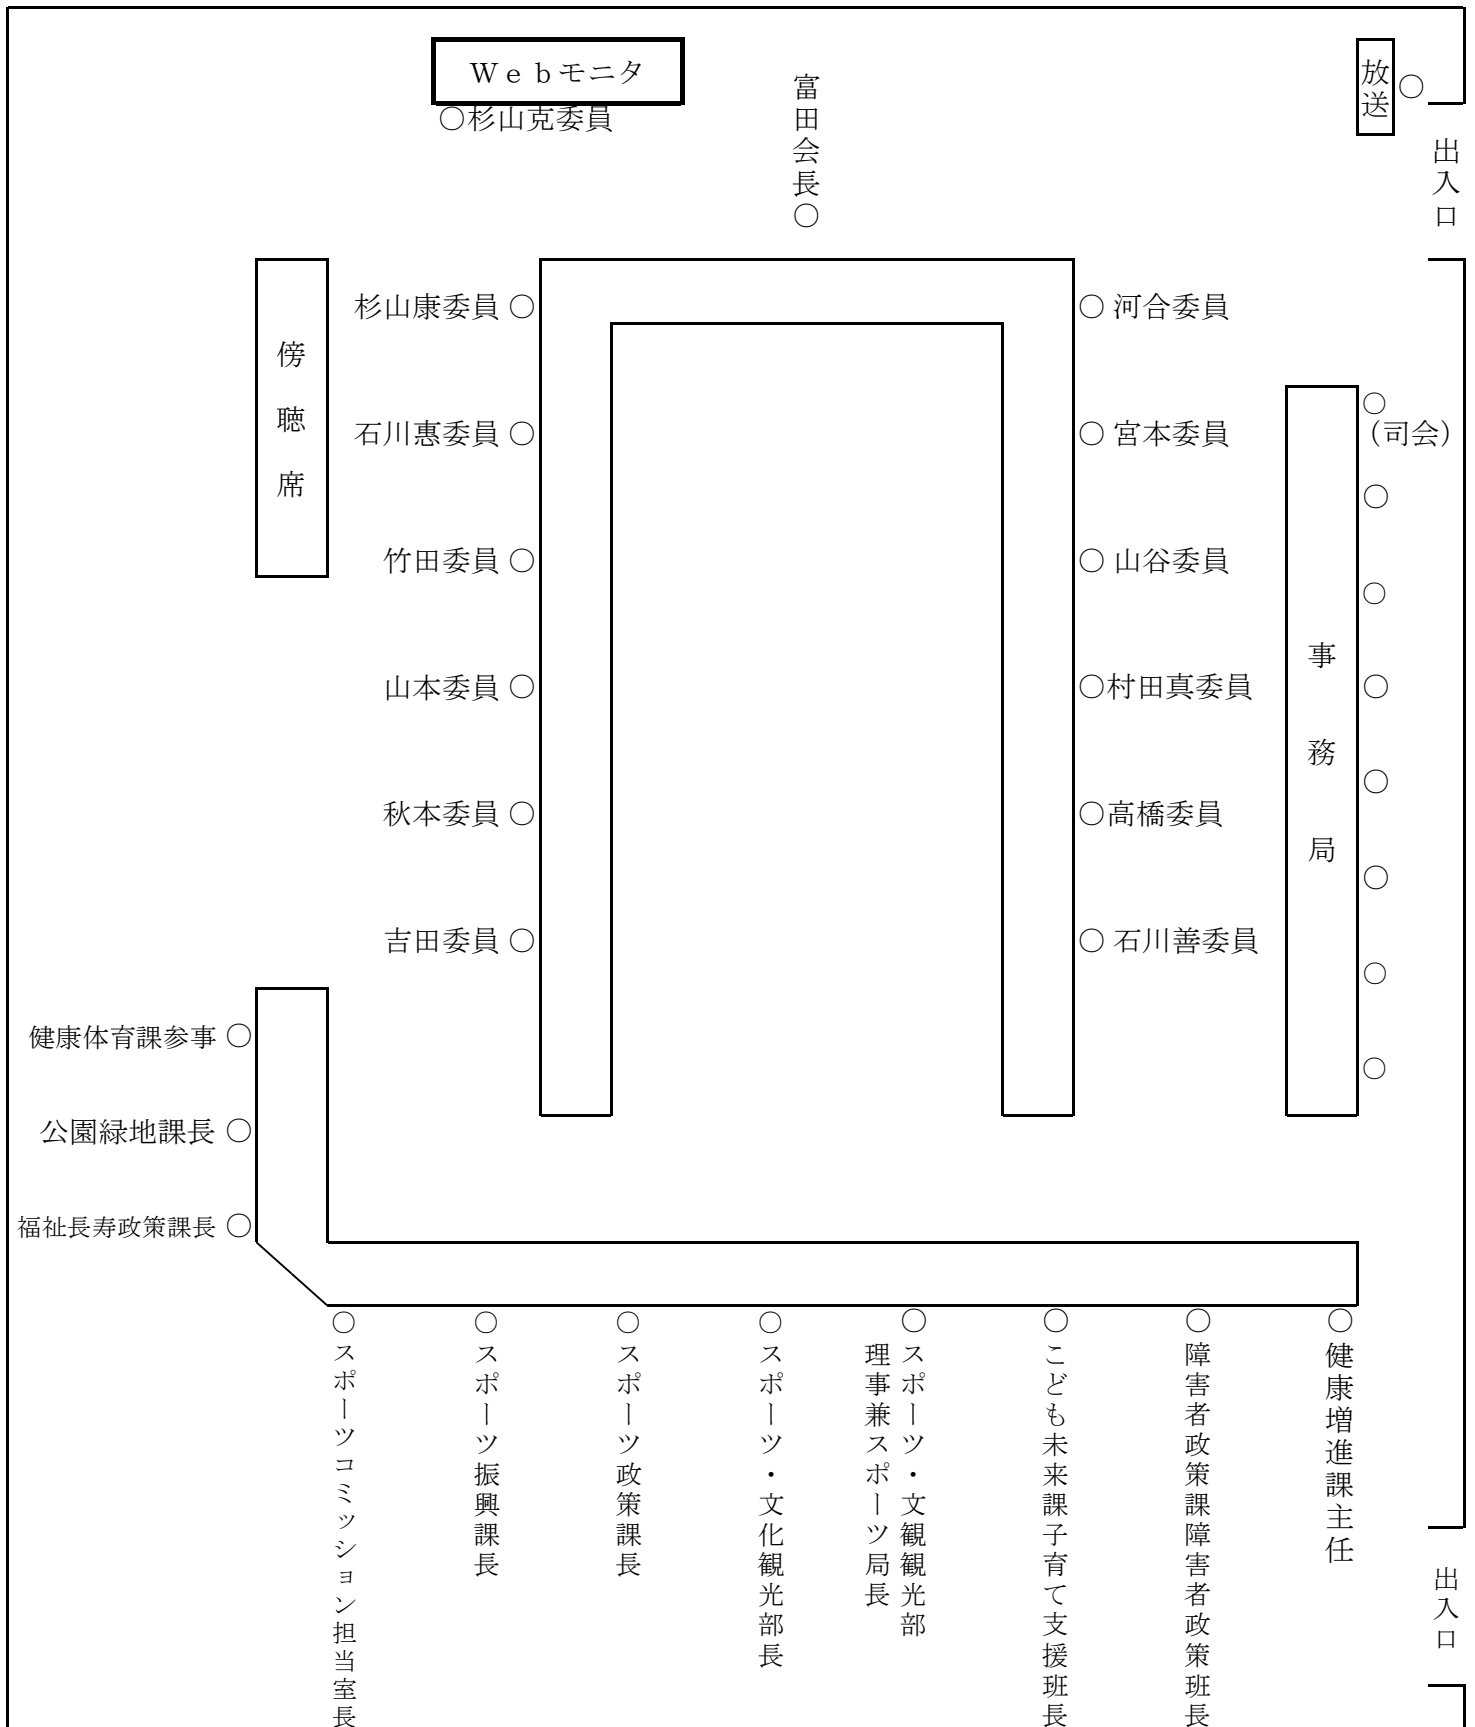 Ｗｅｂモニタ
○杉山克委員
富田会長○
放送
○
出入口
傍聴席
杉山康委員 ○
○ 河合委員
石川惠委員 ○
○ 宮本委員
竹田委員 ○
○ 山谷委員
山本委員 ○
○村田真委員
秋本委員 ○
○高橋委員
吉田委員 ○
○ 石川善委員
事務局
○
（司会）
○
○
○
○
○
○
○
健康体育課参事 ○
公園緑地課長 ○
福祉長寿政策課長 ○
○スポーツコミッション担当室長
○スポーツ振興課長
○スポーツ政策課長
○スポーツ・文化観光部長
○スポーツ・文観観光部
理事兼スポーツ局長
○こども未来課子育て支援班長
○障害者政策課障害者政策班長
○健康増進課主任
出入口